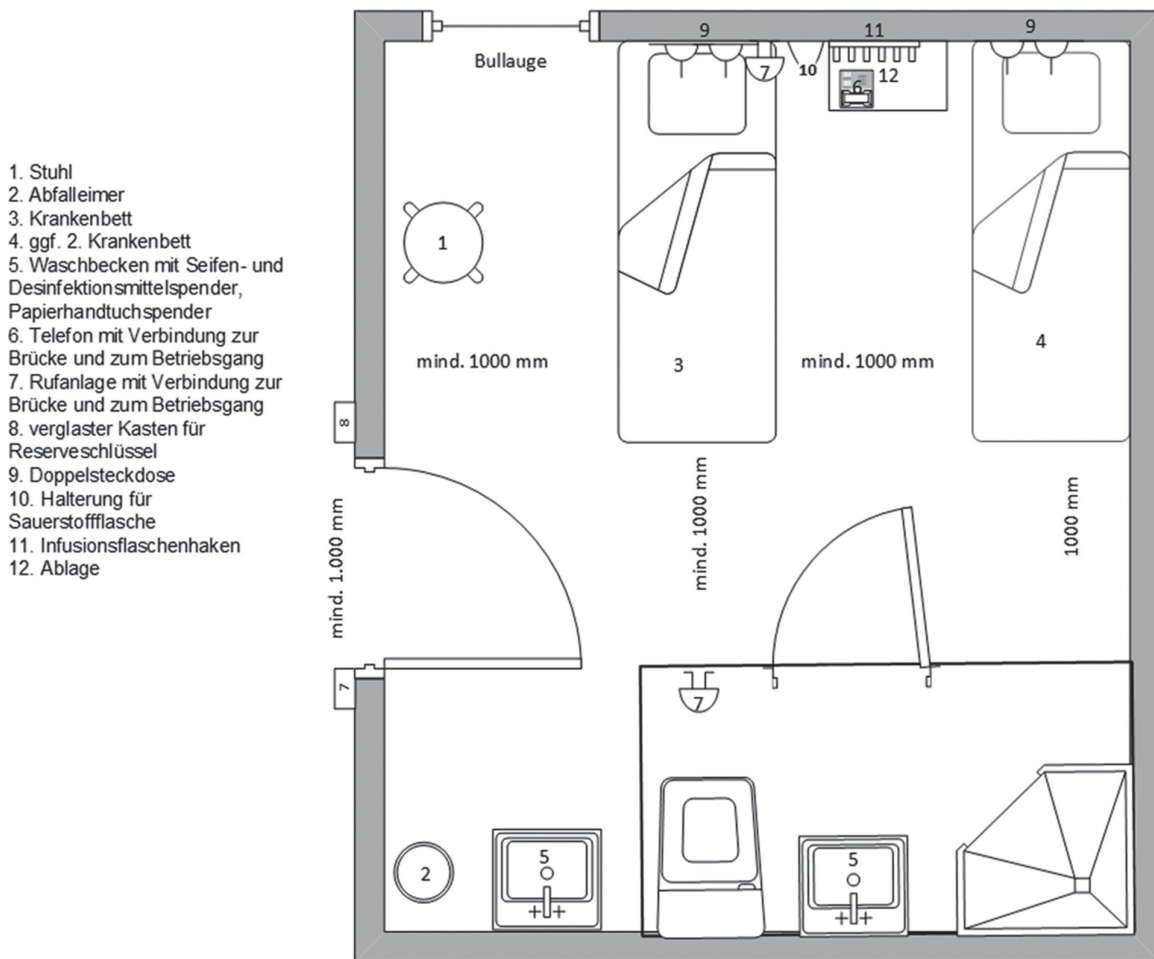 1. Stuhl
2. Abfalleimer
3. Krankenbett
4. ggf. 2. Krankenbett
5. Waschbecken mit Seifen- und
Desinfektionsmittelspender,
Papierhandtuchspender
6. Telefon mit Verbindung zur
Brücke und zum Betriebsgang
7. Rufanlage mit Verbindung zur
Brücke und zum Betriebsgang
8. verglaster Kasten für
Reserveschlüssel
9. Doppelsteckdose
10. Halterung für
Sauerstoffflasche
11. Infusionsflaschenhaken
12. Ablage
9
11
9
Bullauge
7
10
6
12
1
mind. 1000 mm
3
mind. 1000 mm
4
8
mind. 1.000 mm
mind. 1000 mm
1000 mm
7
7
2
5
5